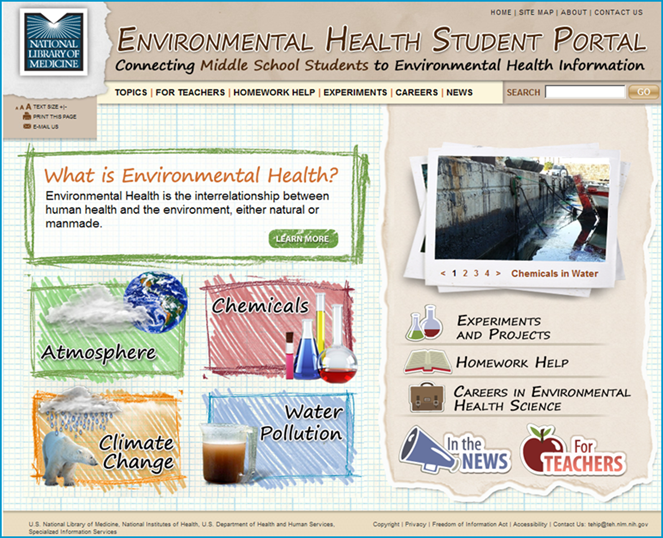 HOME | SITE MAP | ABOUT | CONTACT US
NATIONAL
LIBRARY OF
MEDICINE
ENVIRONMENTAL HEALTH STUDENT PORTAL
Connecting Middle School Students to Environmental Health Information
TOPICS | FOR TEACHERS | HOMEWORK HELP | EXPERIMENTS | CAREERS | NEWS
SEARCH GO
A A A TEXT SIZE +/-
PRINT THIS PAGE
E-MAIL US
What is Environmental Health?
Environmental Health is the interrelationship between
human health and the environment, either natural or
manmade.
LEARN MORE
Atmosphere
Chemicals
Climate
Change
Water
Pollution
< 1 2 3 4 > Chemicals in Water
EXPERIMENTS
AND PROJECTS
HOMEWORK HELP
CAREERS IN ENVIRONMENTAL
HEALTH SCIENCE
In the
NEWS
For
TEACHERS
U.S. National Library of Medicine, National Institutes of Health, U.S. Department of Health and Human Services,
Specialized Information Services
Copyright | Privacy | Freedom of Information Act | Accessibility | Contact Us: tehip@teh.nlm.nih.gov